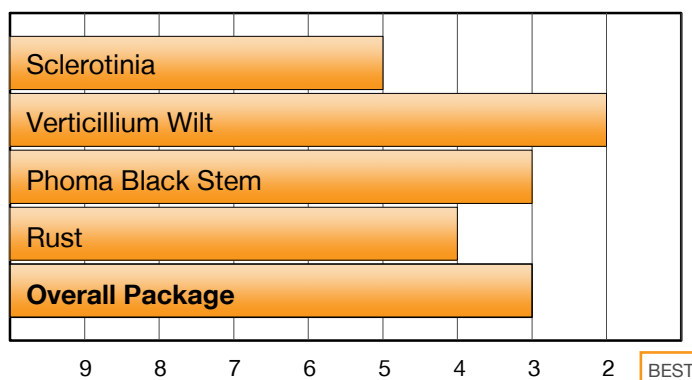 Sclerotinia
Verticillium Wilt
Phoma Black Stem
Rust
Overall Package
9 8 7 6 5 4 3 2 BEST